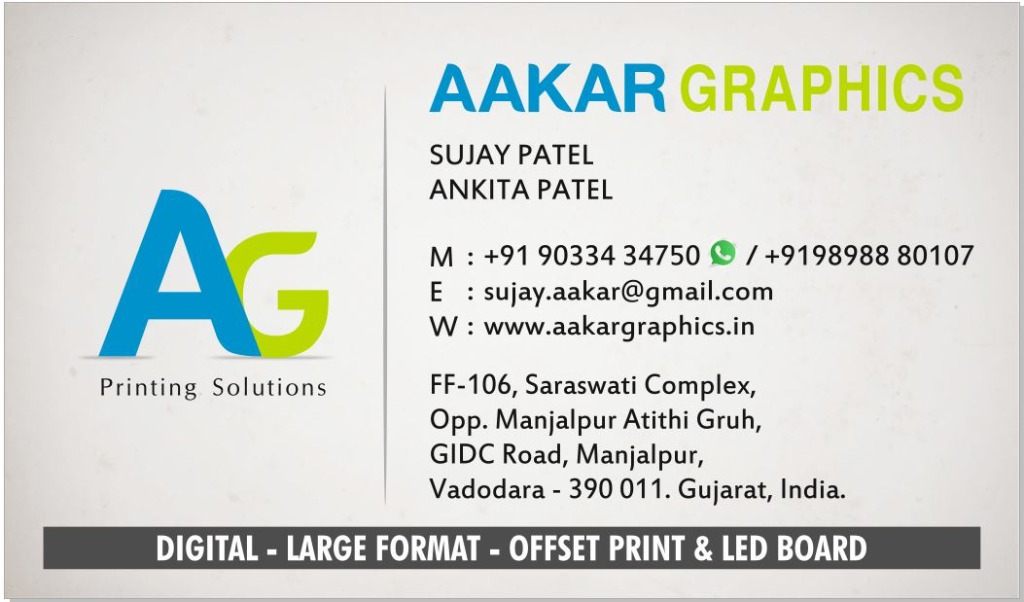 AG
Printing Solutions
AAKAR GRAPHICS
SUJAY PATEL
ANKITA PATEL
M : +91 90334 34750 / +9198988 80107
E : sujay.aakar@gmail.com
W : www.aakargraphics.in
FF-106, Saraswati Complex,
Opp. Manjalpur Atithi Gruh,
GIDC Road, Manjalpur,
Vadodara - 390 011. Gujarat, India.
DIGITAL - LARGE FORMAT - OFFSET PRINT & LED BOARD